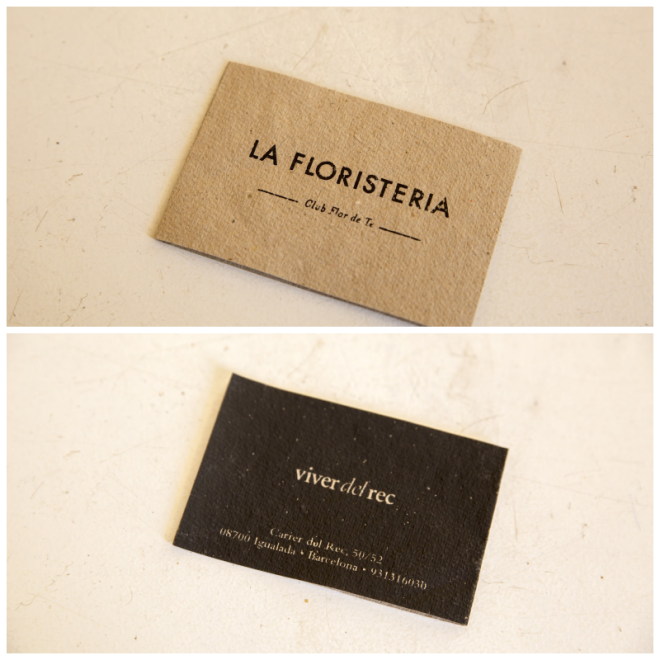 LA FLORISTERIA
Club Flor de Te
viver del rec
Carrer del Rec, 50/52
08700 Igualada • Barcelona • 931316030